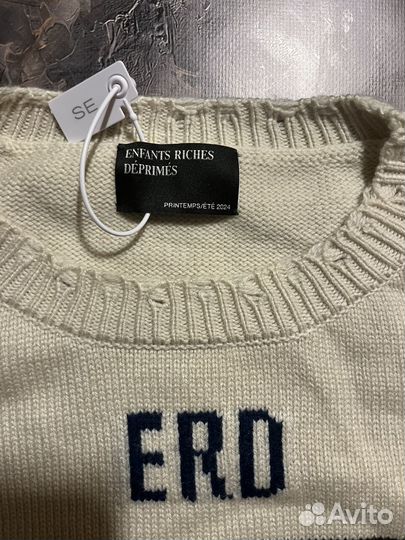 SE
ENFANTS RICHES
DÉPRIMÉS
PRINTEMPS/ÉTÉ 2024
ERD
Avito